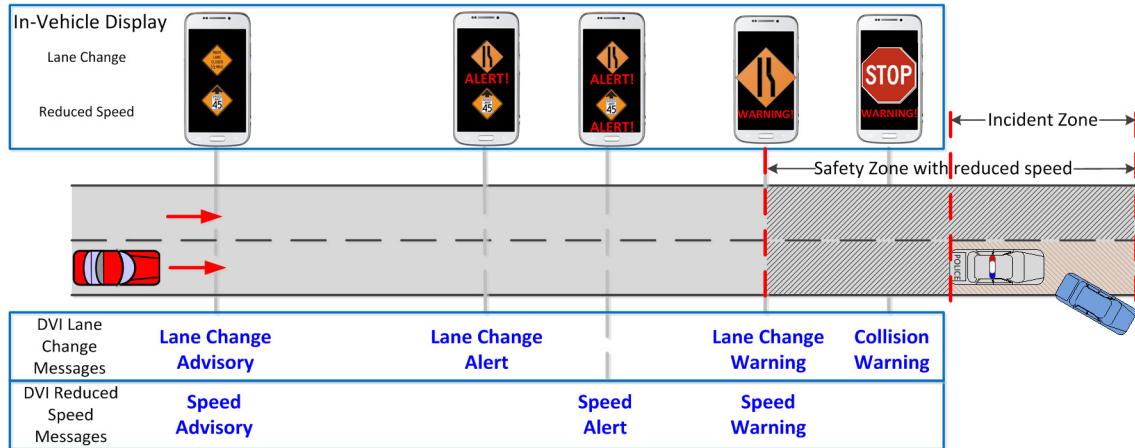 In-Vehicle Display
Lane Change
Reduced Speed
45
ALERT!
45
ALERT!
45
ALERT!
WARNING!
STOP
WARNING!
Incident Zone
Safety Zone with reduced speed
POLICE
DVI Lane
Change
Messages
Lane Change
Advisory
Lane Change
Alert
Lane Change
Warning
Collision
Warning
DVI Reduced
Speed
Messages
Speed
Advisory
Speed
Alert
Speed
Warning